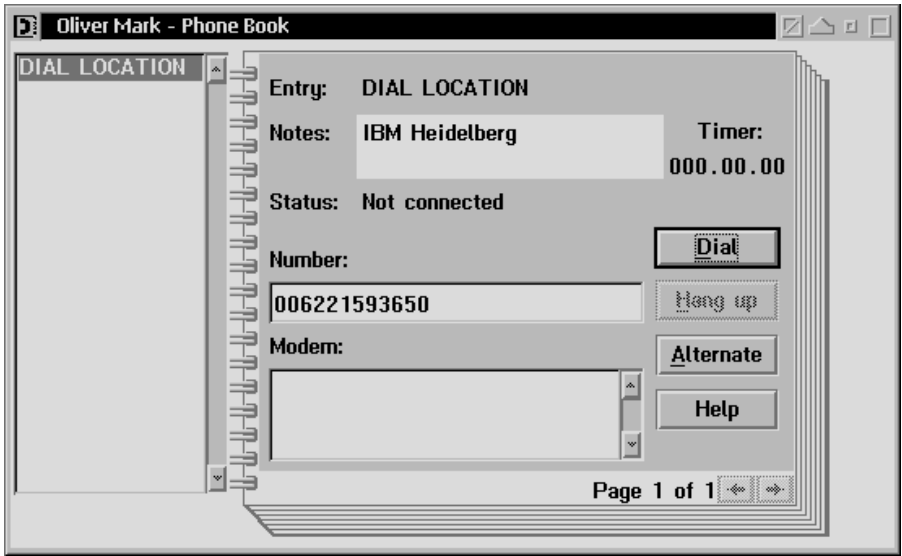 Oliver Mark - Phone Book
DIAL LOCATION
Entry: DIAL LOCATION
Notes: IBM Heidelberg
Timer:
000.00.00
Status: Not connected
Dial
Number:
006221593650
Hang up
Modem:
Alternate
Help
Page 1 of 1